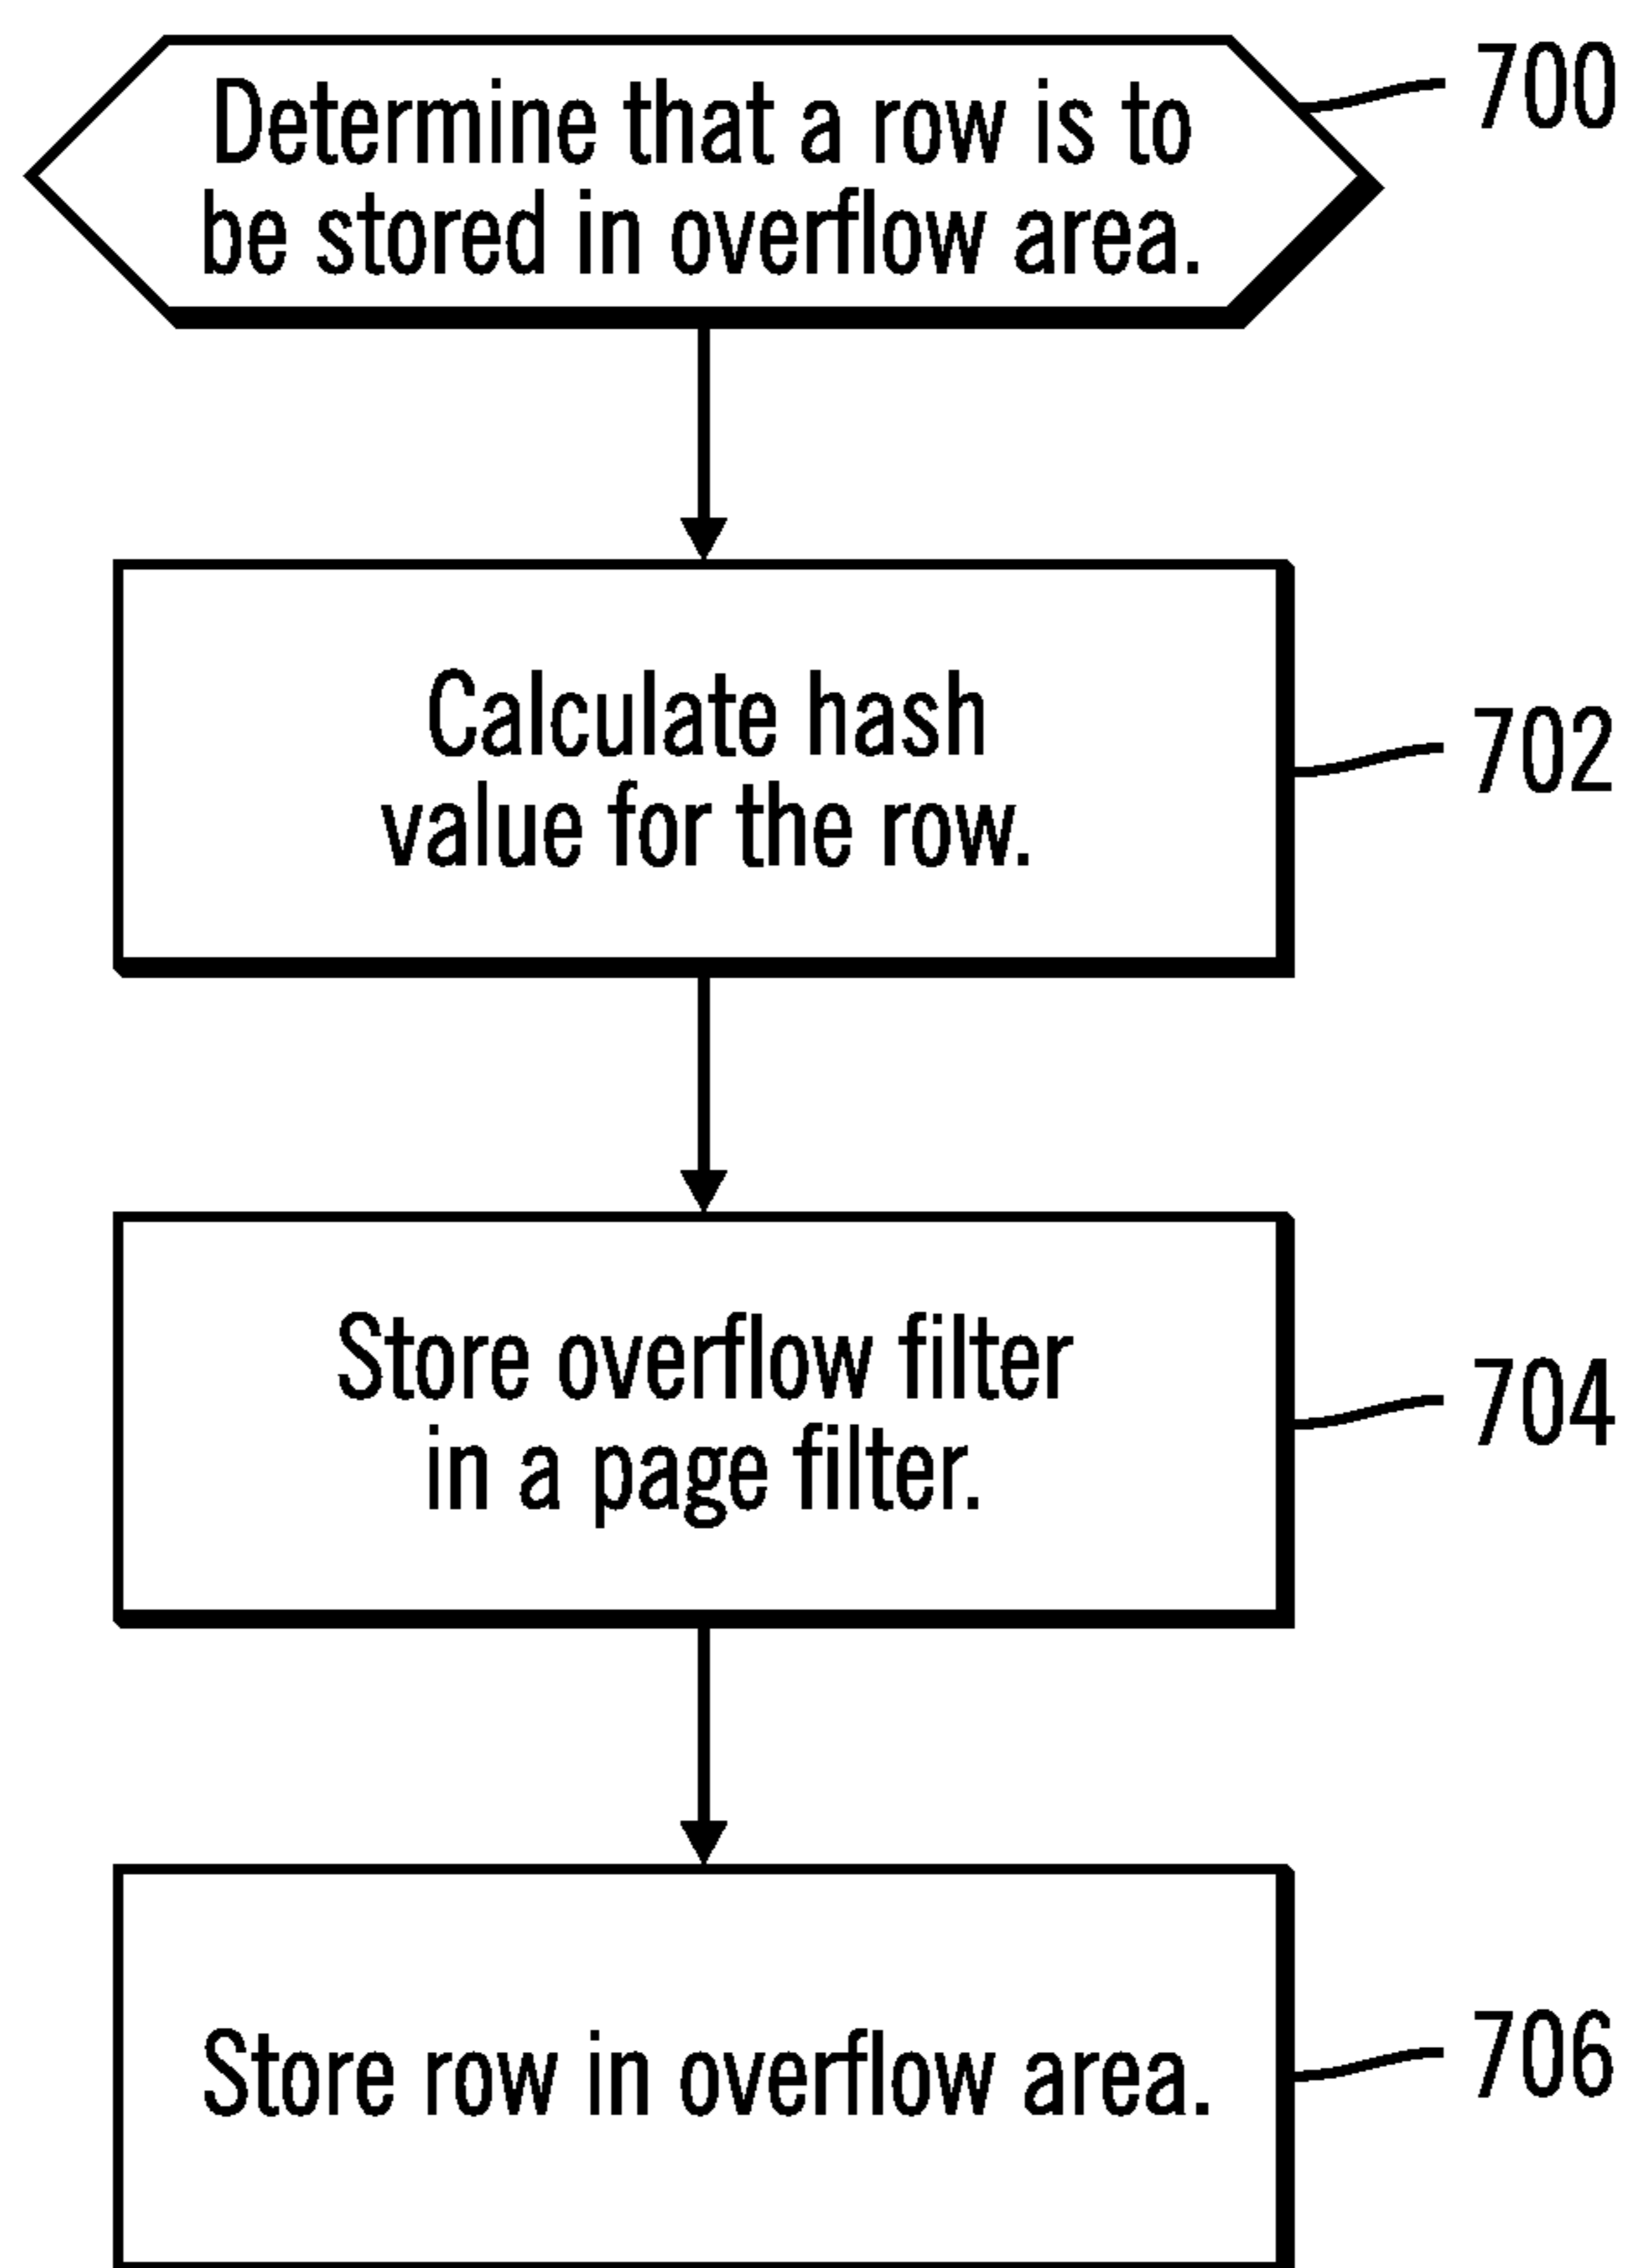 Determine that a row is to
be stored in overflow area.
700
Calculate hash
value for the row.
702
Store overflow filter
in a page filter.
704
Store row in overflow area.
706